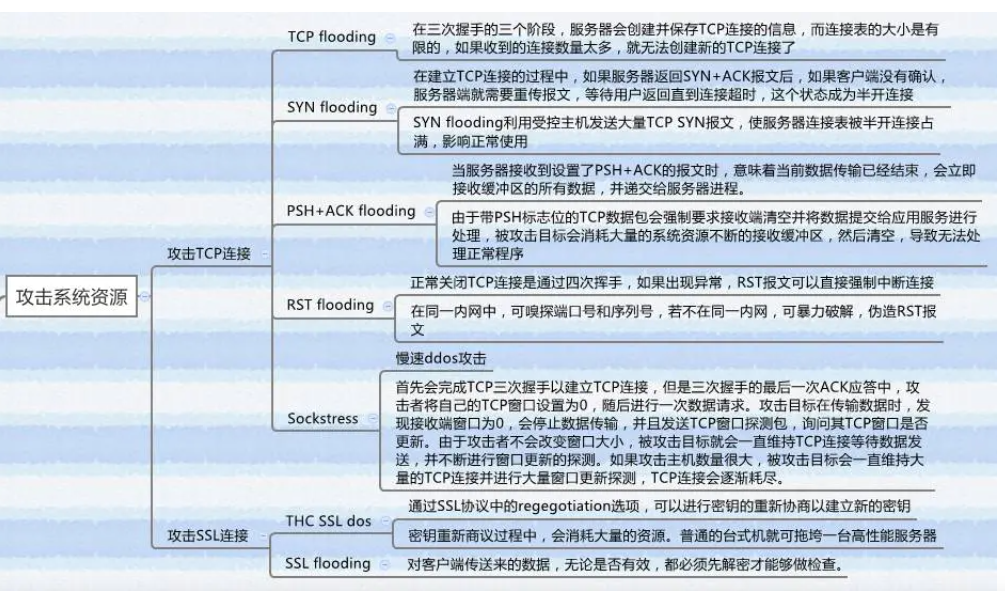 TCP flooding
在三次握手的三个阶段，服务器会创建并保存TCP连接的信息，而连接表的大小是有
限的，如果收到的连接数量太多，就无法创建新的TCP连接了
SYN flooding
在建立TCP连接的过程中，如果服务器返回SYN+ACK报文后，如果客户端没有确认，
服务器端就需要重传报文，等待用户返回直到连接超时，这个状态成为半开连接
SYN flooding利用受控主机发送大量TCP SYN报文，使服务器连接表被半开连接占
满，影响正常使用
PSH+ACK flooding
当服务器接收到设置了PSH+ACK的报文时，意味着当前数据传输已经结束，会立即
接收缓冲区的所有数据，并递交给服务器进程。
由于带PSH标志位的TCP数据包会强制要求接收端清空并将数据提交给应用服务进行
处理，被攻击目标会消耗大量的系统资源不断的接收缓冲区，然后清空，导致无法处
理正常程序
攻击TCP连接
攻击系统资源
RST flooding
正常关闭TCP连接是通过四次挥手，如果出现异常，RST报文可以直接强制中断连接
在同一内网中，可嗅探端口号和序列号，若不在同一内网，可暴力破解，伪造RST报
文
Sockstress
慢速ddos攻击
首先会完成TCP三次握手以建立TCP连接，但是三次握手的最后一次ACK应答中，攻
击者将自己的TCP窗口设置为0，随后进行一次数据请求。攻击目标在传输数据时，发
现接收端窗口为0，会停止数据传输，并且发送TCP窗口探测包，询问其TCP窗口是否
更新。由于攻击者不会改变窗口大小，被攻击目标就会一直维持TCP连接等待数据发
送，并不断进行窗口更新的探测。如果攻击主机数量很大，被攻击目标会一直维持大
量的TCP连接并进行大量窗口更新探测，TCP连接会逐渐耗尽。
攻击SSL连接
THC SSL dos
通过SSL协议中的regegotiation选项，可以进行密钥的重新协商以建立新的密钥
密钥重新商议过程中，会消耗大量的资源。普通的台式机就可拖垮一台高性能服务器
SSL flooding
对客户端传送来的数据，无论是否有效，都必须先解密才能够做检查。